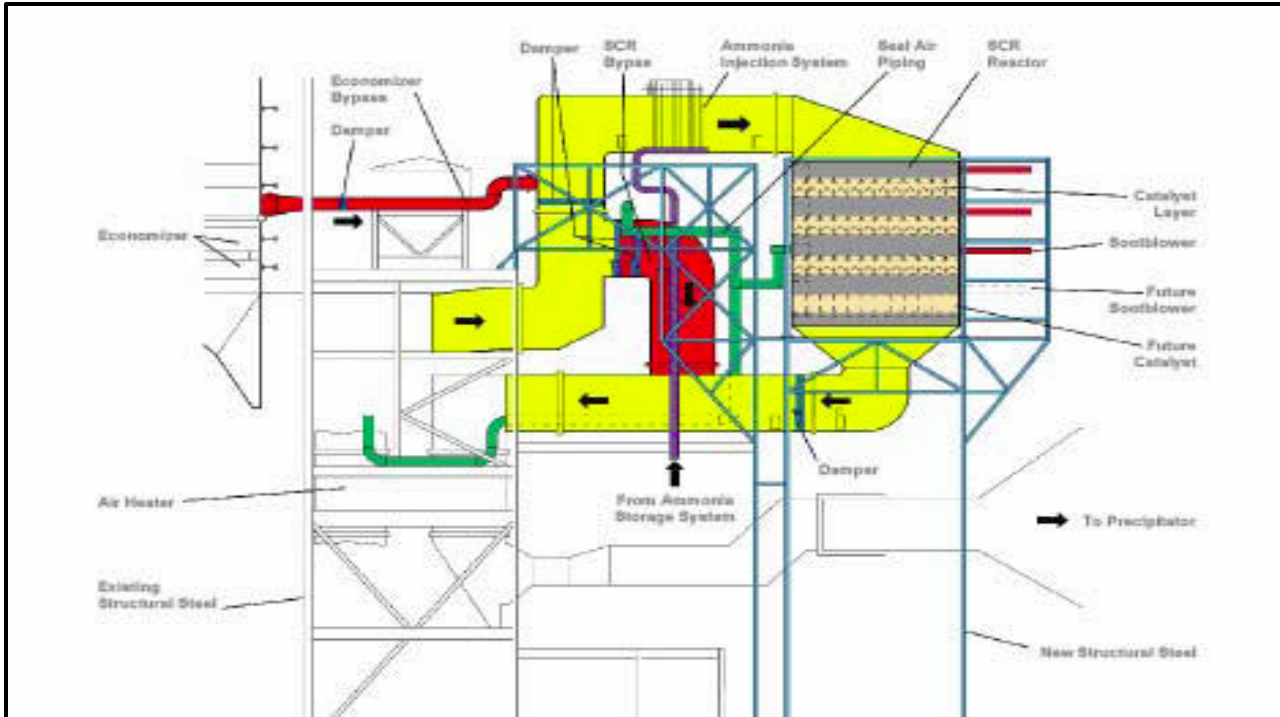 Damper
SCR
Bypas
Ammonia
Injection System
Seal Air
Piping
SCR
Reactor
Economizer
Bypass
Damper
Economizer
Catalyst
Layer
Sootblower
Future
Sootblower
Future
Catalyst
Damper
Air Heater
From Ammonia
Storage System
To Precipitator
Existing
Structural Steel
New Structural Steel